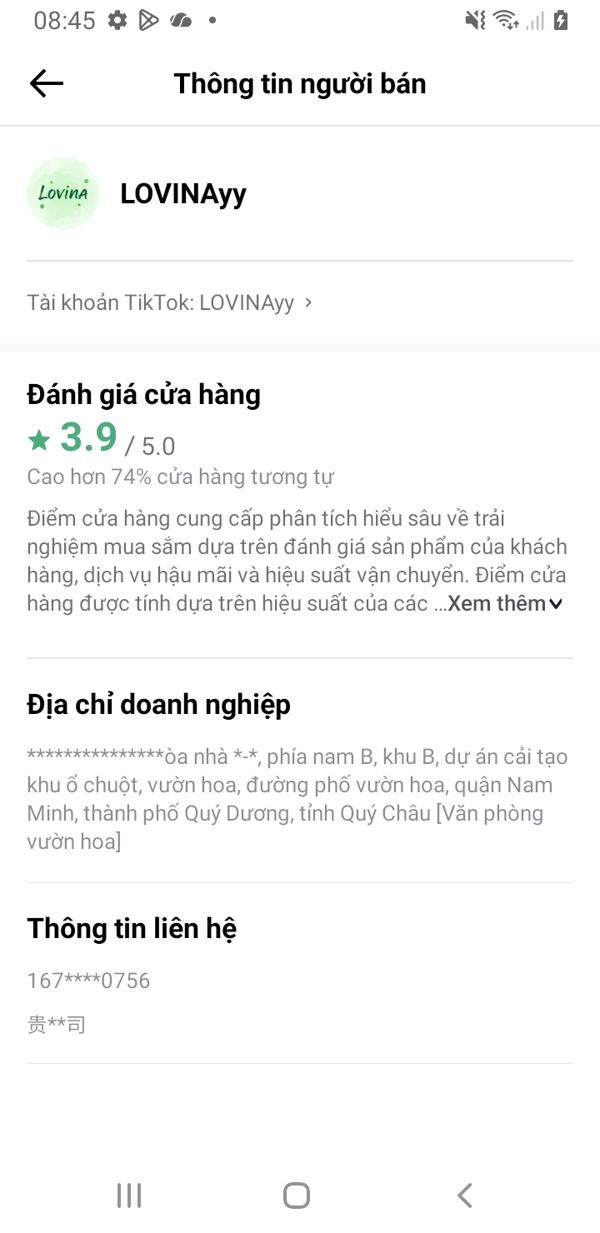 08:45
Thông tin người bán
Lovina
LOVINAyy
Tài khoản TikTok: LOVINAyy ›
Đánh giá cửa hàng
★ 3.9 / 5.0
Cao hơn 74% cửa hàng tương tự
Điểm cửa hàng cung cấp phân tích hiểu sâu về trải
nghiệm mua sắm dựa trên đánh giá sản phẩm của khách
hàng, dịch vụ hậu mãi và hiệu suất vận chuyển. Điểm cửa
hàng được tính dựa trên hiệu suất của các ...Xem thêm
Địa chỉ doanh nghiệp
***************òa nhà *-*, phía nam B, khu B, dự án cải tạo
khu ổ chuột, vườn hoa, đường phố vườn hoa, quận Nam
Minh, thành phố Quý Dương, tỉnh Quý Châu [Văn phòng
vườn hoa]
Thông tin liên hệ
167****0756
贵**司